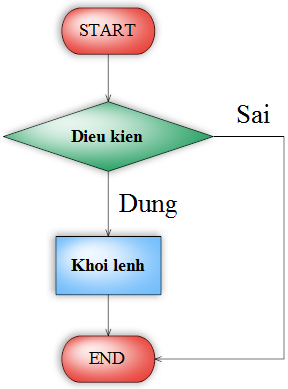 START
Dieu kien
Sai
Dung
Khoi lenh
END